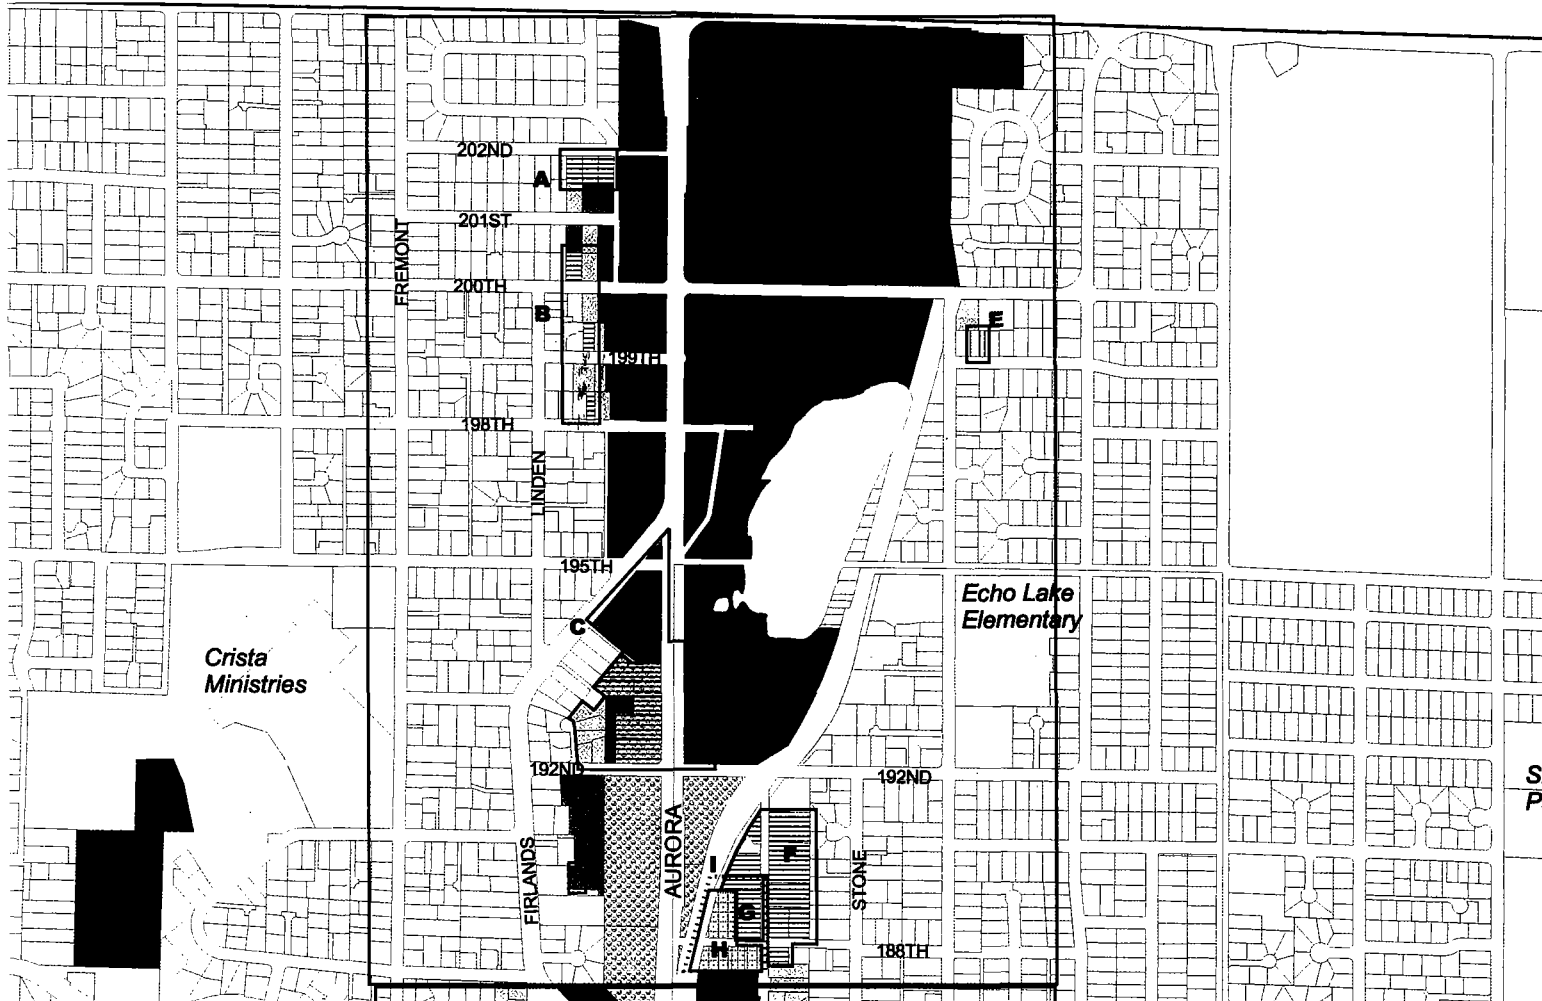 202ND
A
201ST
FREMONT
200TH
B
E
199TH
198TH
LINDEN
195TH
Echo Lake
Elementary
C
Crista
Ministries
192ND
192ND
S
P
AURORA
FIRLANDS
I
F
STONE
G
H
188TH